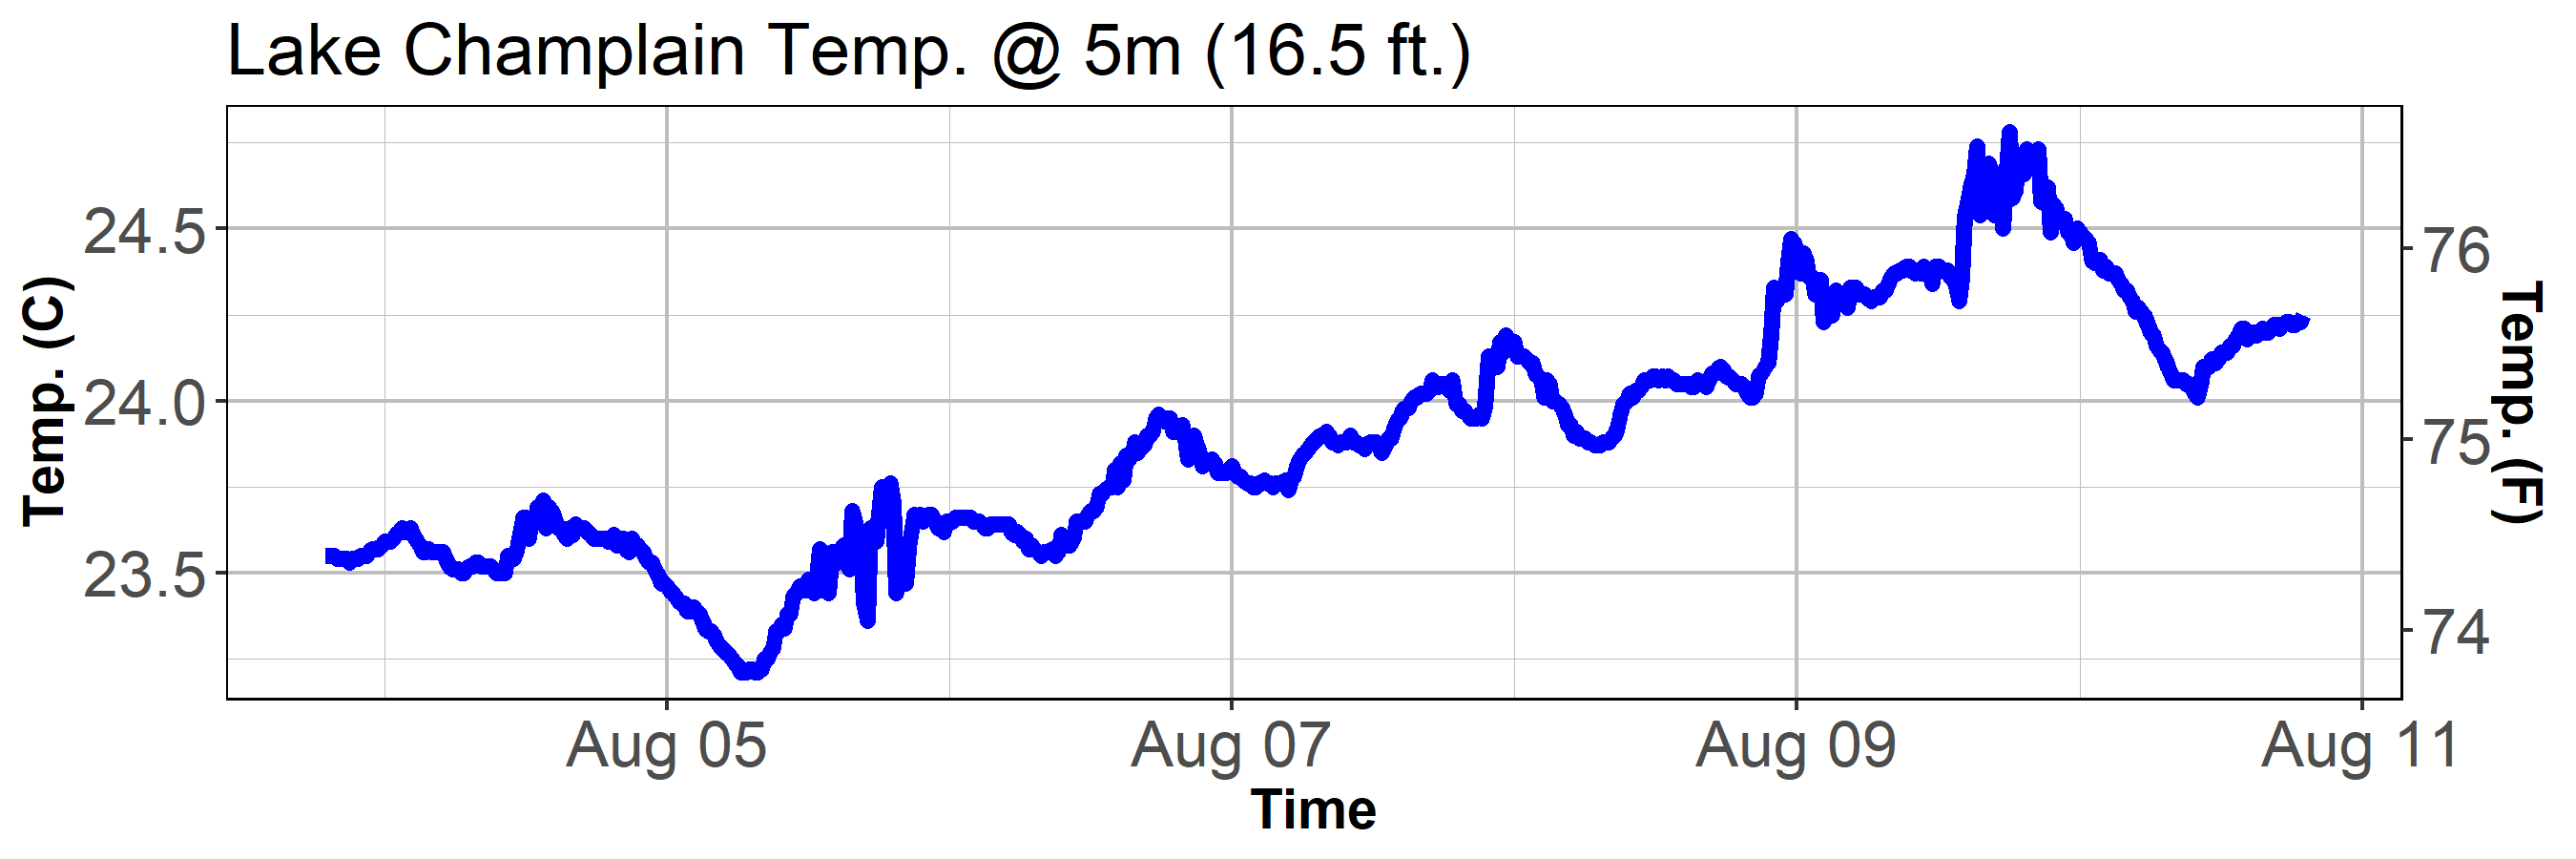 Lake Champlain Temp. @ 5m (16.5 ft.)
Temp. (C)
24.5
24.0
23.5
76
75
74
Temp. (F)
Aug 05
Aug 07
Aug 09
Aug 11
Time